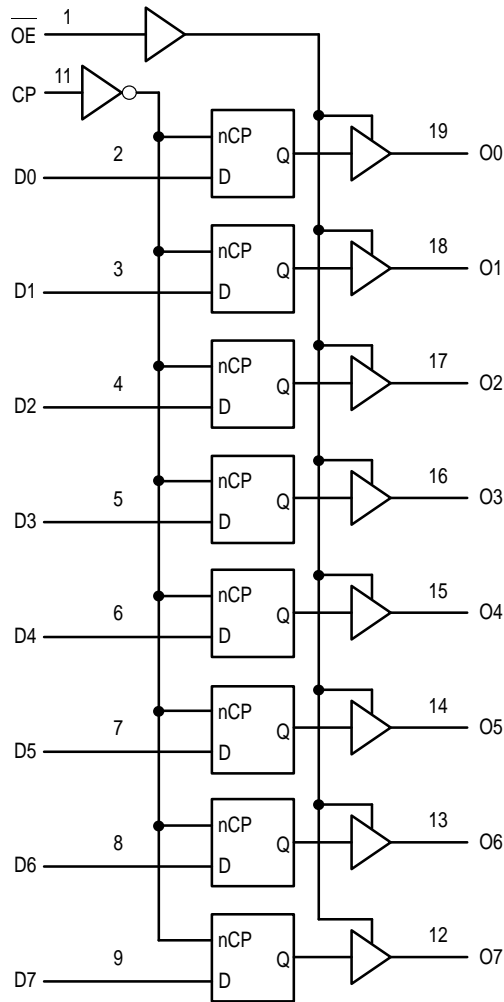 OE 1
CP 11
nCP
2 Q 19 O0
D0 D
nCP
3 Q 18 O1
D1 D
nCP
4 Q 17 O2
D2 D
nCP
5 Q 16 O3
D3 D
nCP
6 Q 15 O4
D4 D
nCP
7 Q 14 O5
D5 D
nCP
8 Q 13 O6
D6 D
nCP
9 Q 12 O7
D7 D